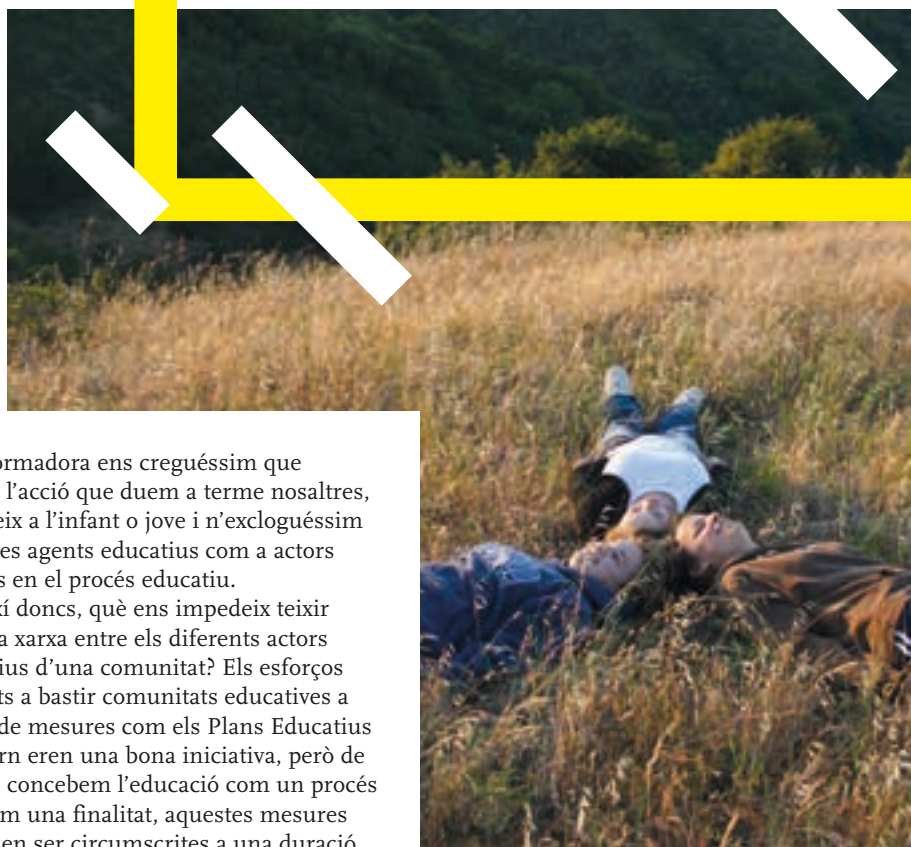 ormadora ens creguéssim que
l’acció que duem a terme nosaltres,
eix a l’infant o jove i n’excloguéssim
es agents educatius com a actors
s en el procés educatiu.
xí doncs, què ens impedeix teixir
a xarxa entre els diferents actors
ius d’una comunitat? Els esforços
ts a bastir comunitats educatives a
de mesures com els Plans Educatius
rn eren una bona iniciativa, però de
concebem l’educació com un procés
m una finalitat, aquestes mesures
en ser circumscrites a una duració